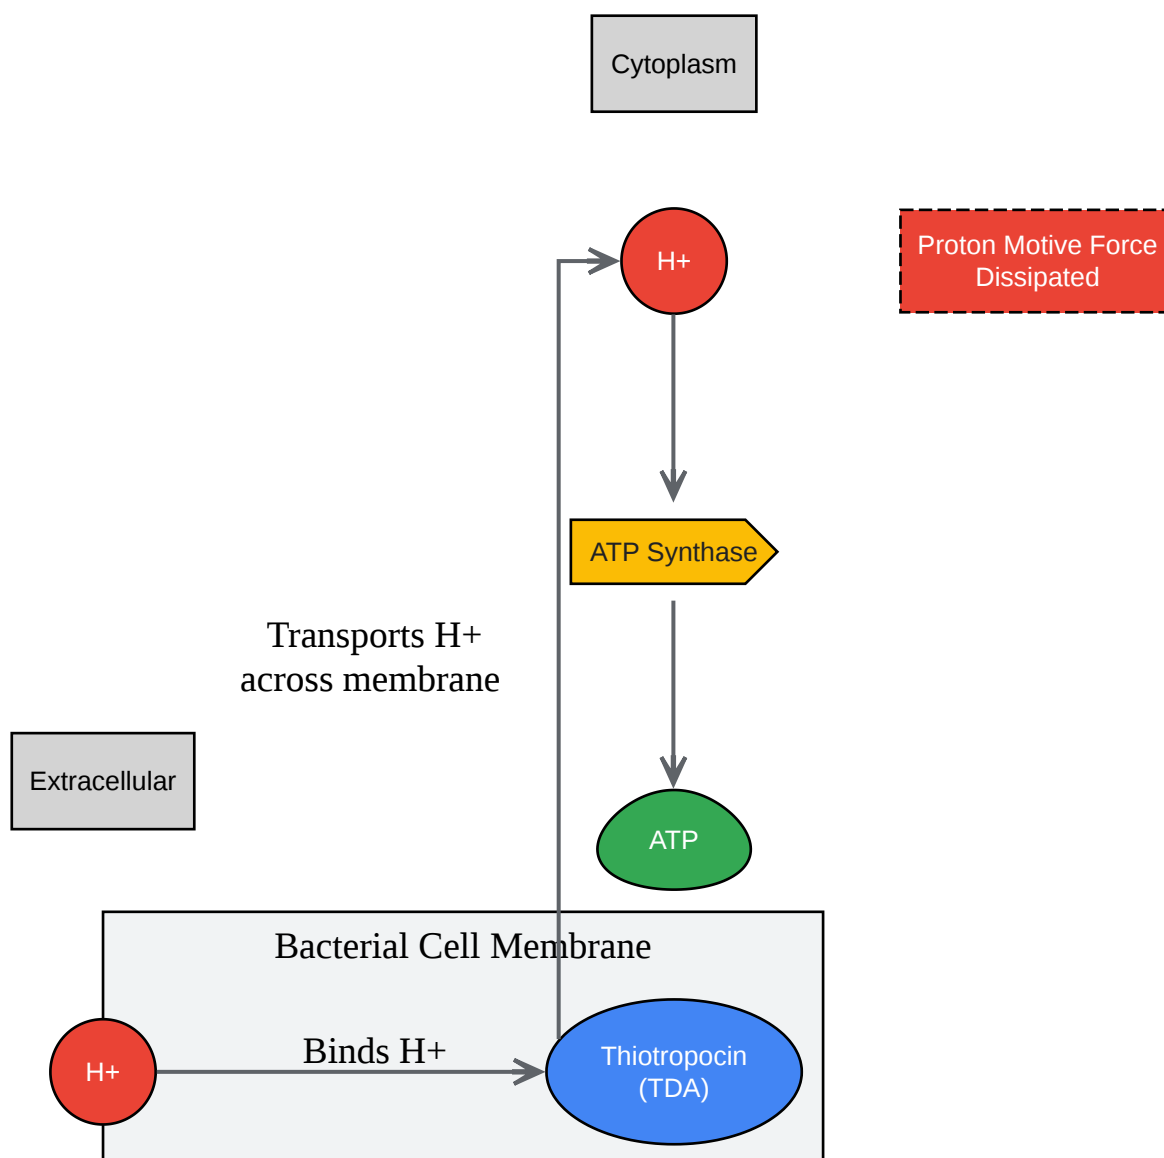 Cytoplasm
H+
Proton Motive Force
Dissipated
ATP Synthase
Transports H+
across membrane
Extracellular
ATP
Bacterial Cell Membrane
Binds H+
H+
Thiotropocin
(TDA)